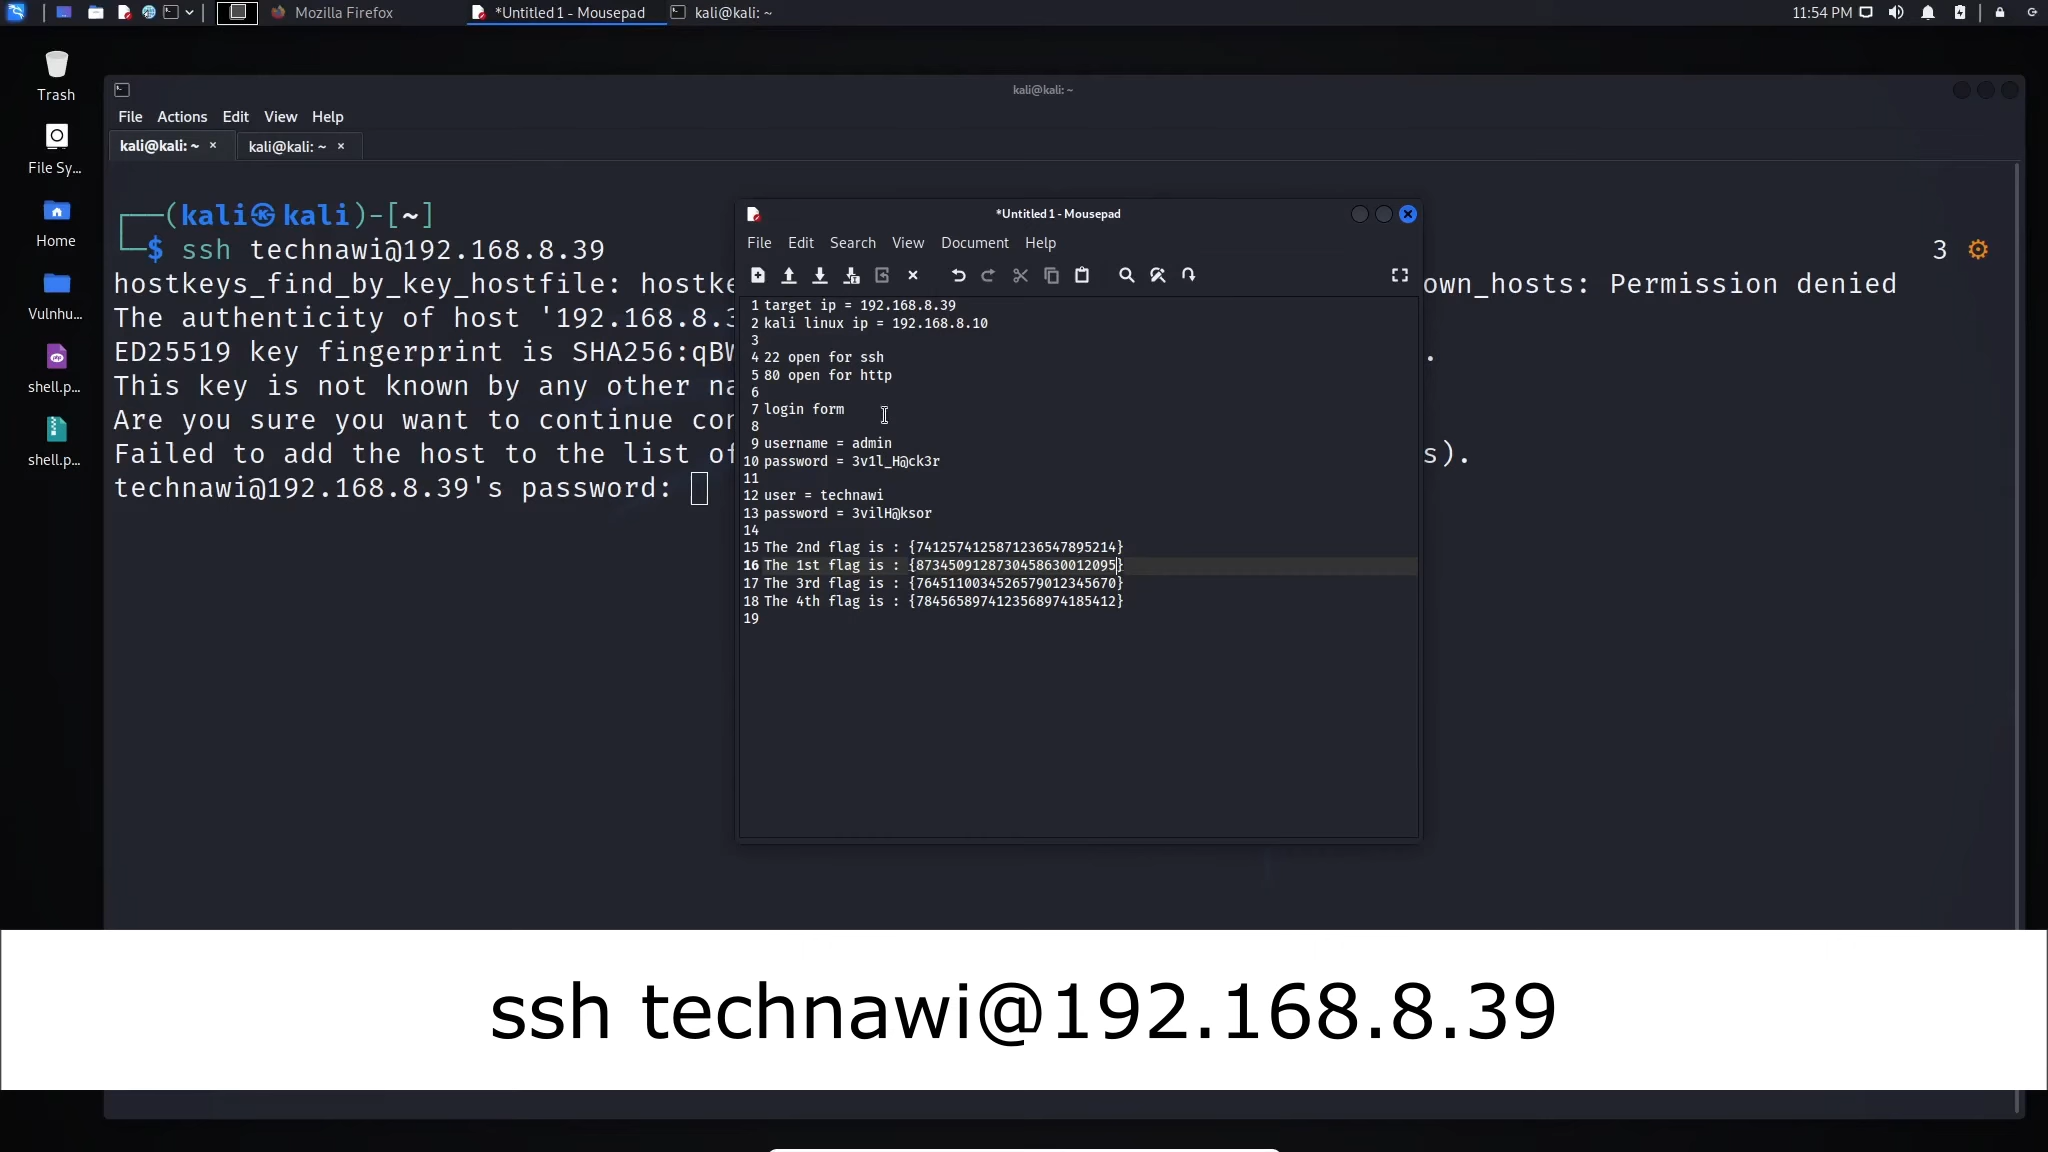 Mozilla Firefox
*Untitled 1 - Mousepad
kali@kali: ~
11:54 PM
Trash
File Sy...
Home
Vulnhu...
shell.p...
shell.p...
kali@kali: ~
File Actions Edit View Help
kali@kali: ~ ×
kali@kali: ~ ×
┌──(kali㉿kali)-[~]
└─$ ssh technawi@192.168.8.39
3
hostkeys_find_by_key_hostfile: hostke
own_hosts: Permission denied
The authenticity of host '192.168.8.3
ED25519 key fingerprint is SHA256:qBW
.
This key is not known by any other na
Are you sure you want to continue con
Failed to add the host to the list of
s).
technawi@192.168.8.39's password:
*Untitled 1 - Mousepad
File Edit Search View Document Help
1 target ip = 192.168.8.39
2 kali linux ip = 192.168.8.10
3
4 22 open for ssh
5 80 open for http
6
7 login form
8
9 username = admin
10 password = 3v1l_H@ck3r
11
12 user = technawi
13 password = 3vilH@ksor
14
15 The 2nd flag is : {7412574125871236547895214}
16 The 1st flag is : {8734509128730458630012095}
17 The 3rd flag is : {7645110034526579012345670}
18 The 4th flag is : {7845658974123568974185412}
19
ssh technawi@192.168.8.39